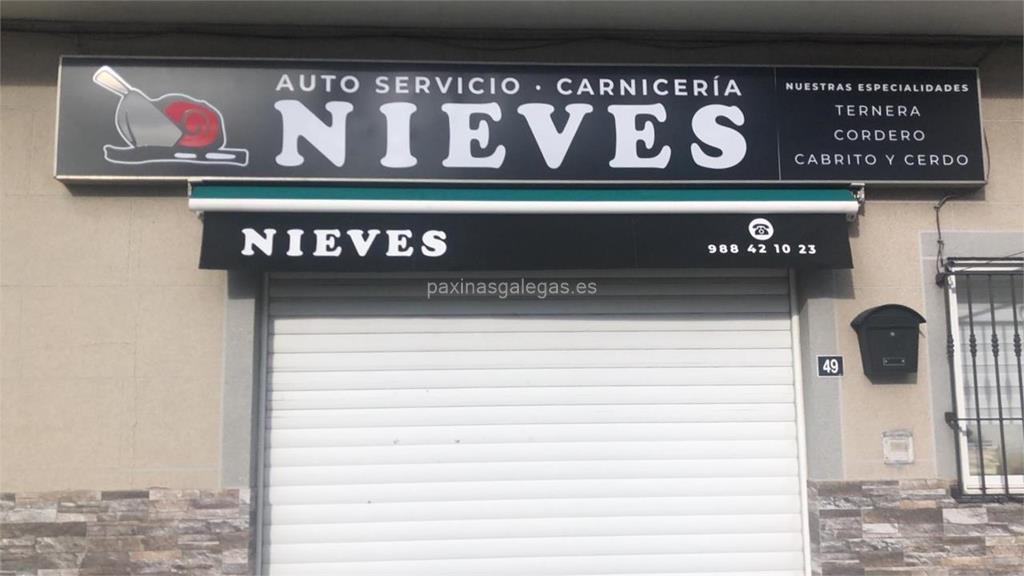 AUTO SERVICIO · CARNICERÍA
NIEVES
NUESTRAS ESPECIALIDADES
TERNERA
CORDERO
CABRITO Y CERDO
NIEVES
988 42 10 23
paxinasgalegas.es
49